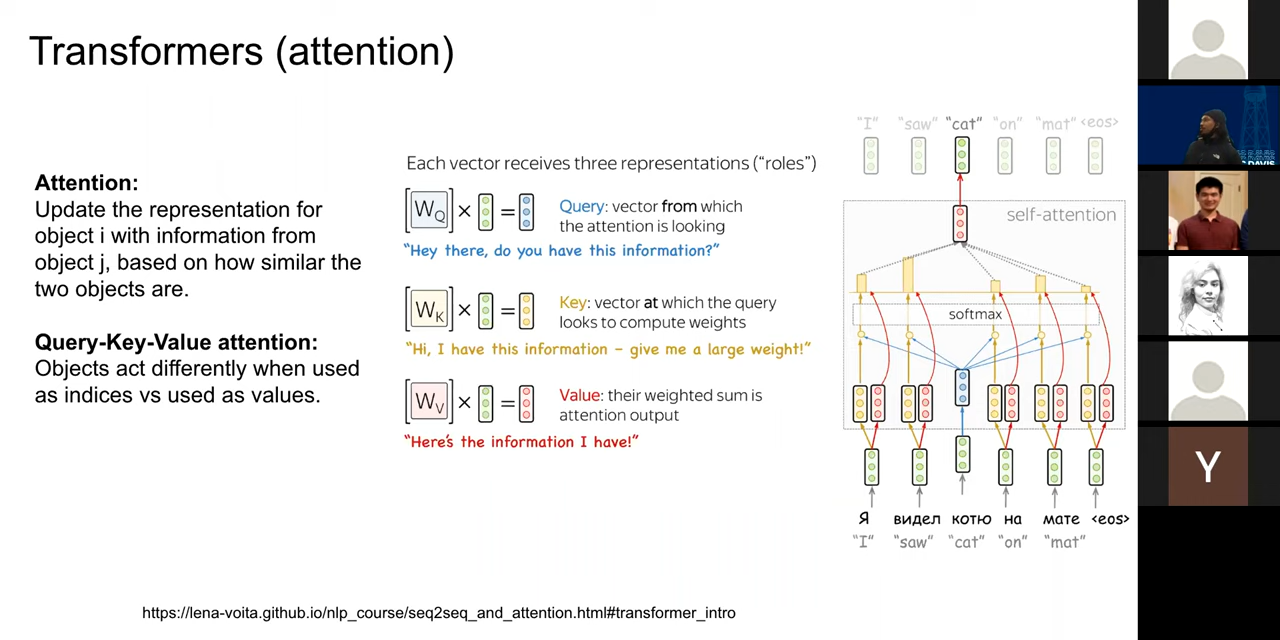 Transformers (attention)
Attention:
Update the representation for
object i with information from
object j, based on how similar the
two objects are.
Query-Key-Value attention:
Objects act differently when used
as indices vs used as values.
Each vector receives three representations ("roles")
W_Q × =
Query: vector from which
the attention is looking
"Hey there, do you have this information?"
W_K × =
Key: vector at which the query
looks to compute weights
"Hi, I have this information – give me a large weight!"
W_V × =
Value: their weighted sum is
attention output
"Here's the information I have!"
"I" "saw" "cat" "on" "mat" <eos>
self-attention
softmax
Я видел котю на мате <eos>
"I" "saw" "cat" "on" "mat"
https://lena-voita.github.io/nlp_course/seq2seq_and_attention.html#transformer_intro
DAVIS
Y